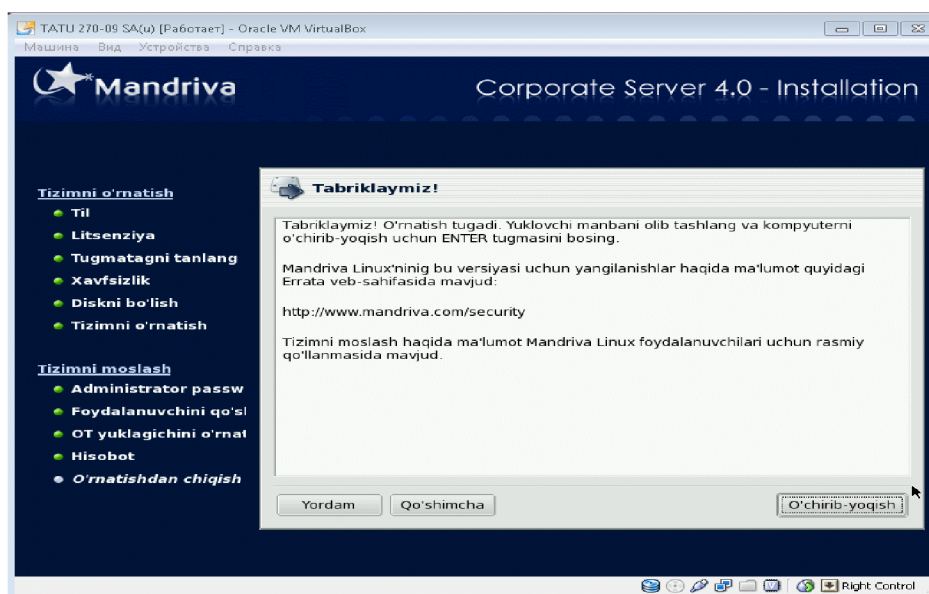 TATU 270-09 SA(u) [Работает] - Oracle VM VirtualBox
Машина Вид Устройства Справка
Mandriva
Corporate Server 4.0 - Installation
Tizimni o'rnatish
Til
Litsenziya
Tugmatagni tanlang
Xavfsizlik
Diskni bo'lish
Tizimni o'rnatish
Tizimni moslash
Administrator passw
Foydalanuvchini qo'sl
OT yuklagichini o'rnat
Hisobot
O'rnatishdan chiqish
Tabriklaymiz!
Tabriklaymiz! O'rnatish tugadi. Yuklovchi manbani olib tashlang va kompyuterni
o'chirib-yoqish uchun ENTER tugmasini bosing.
Mandriva Linux'ninig bu versiyasi uchun yangilanishlar haqida ma'lumot quyidagi
Errata veb-sahifasida mavjud:
http://www.mandriva.com/security
Tizimni moslash haqida ma'lumot Mandriva Linux foydalanuvchilari uchun rasmiy
qo'llanmasida mavjud.
Yordam
Qo'shimcha
O'chirib-yoqish
Right Control